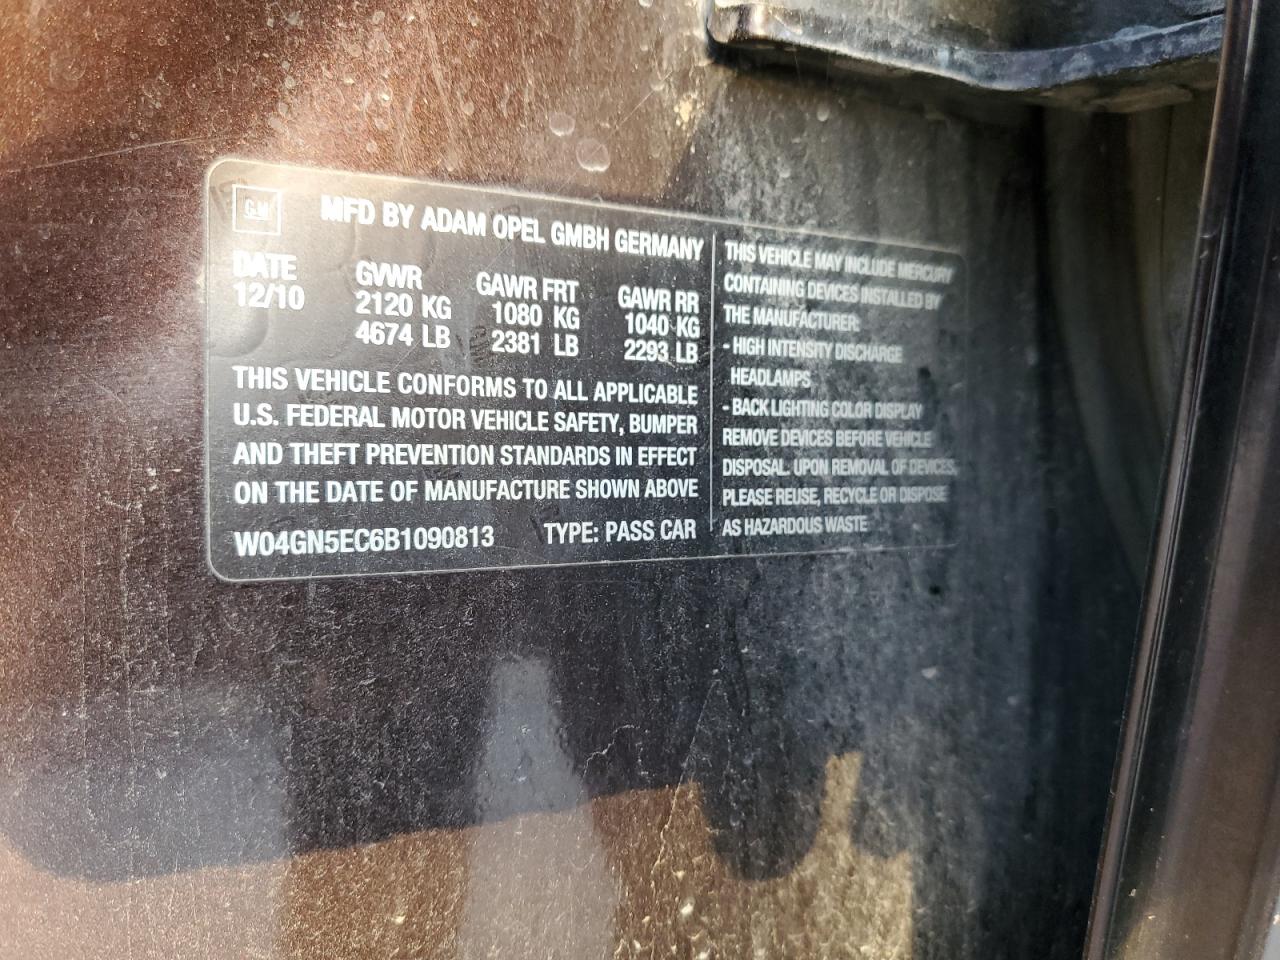 GM
MFD BY ADAM OPEL GMBH GERMANY
DATE GVWR GAWR FRT GAWR RR
12/10 2120 KG 1080 KG 1040 KG
4674 LB 2381 LB 2293 LB
THIS VEHICLE CONFORMS TO ALL APPLICABLE
U.S. FEDERAL MOTOR VEHICLE SAFETY, BUMPER
AND THEFT PREVENTION STANDARDS IN EFFECT
ON THE DATE OF MANUFACTURE SHOWN ABOVE
W04GN5EC6B1090813 TYPE: PASS CAR
THIS VEHICLE MAY INCLUDE MERCURY
CONTAINING DEVICES INSTALLED BY
THE MANUFACTURER:
- HIGH INTENSITY DISCHARGE
HEADLAMPS
- BACK LIGHTING COLOR DISPLAY
REMOVE DEVICES BEFORE VEHICLE
DISPOSAL. UPON REMOVAL OF DEVICES,
PLEASE REUSE, RECYCLE OR DISPOSE
AS HAZARDOUS WASTE